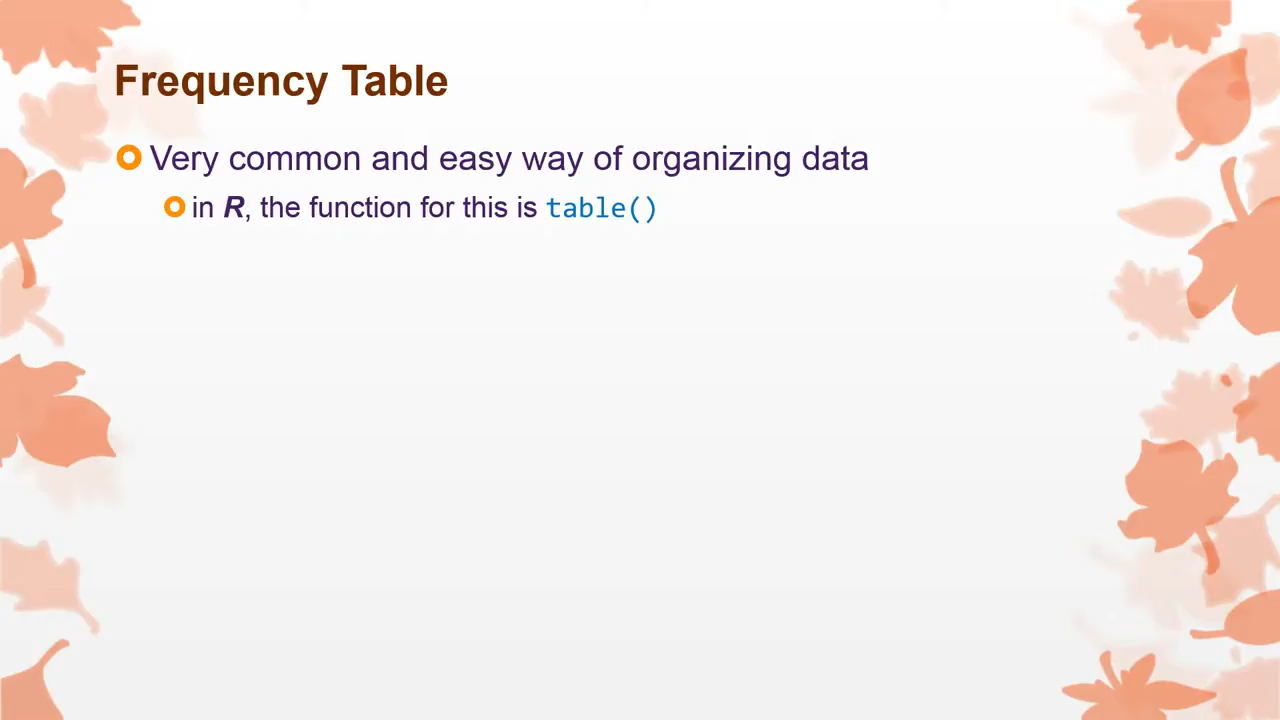 Frequency Table
Very common and easy way of organizing data
in R, the function for this is table()